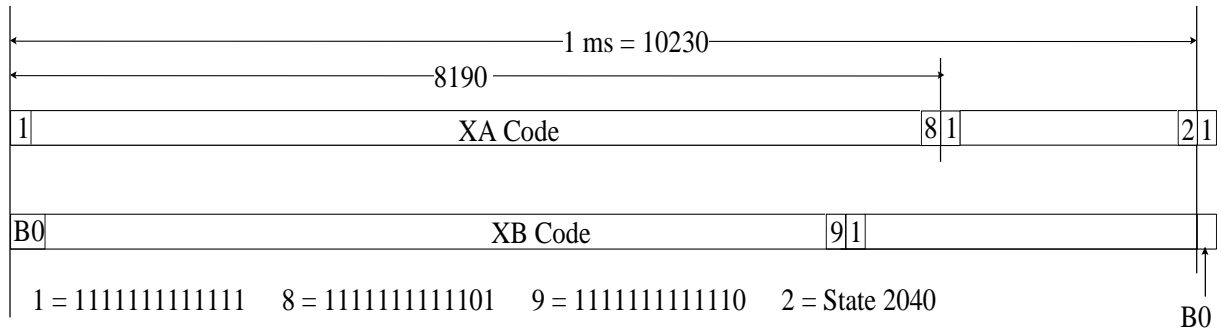 1 ms = 10230
8190
1 XA Code 8 1 2 1
B0 XB Code 9 1
1 = 1111111111111 8 = 1111111111101 9 = 1111111111110 2 = State 2040
B0